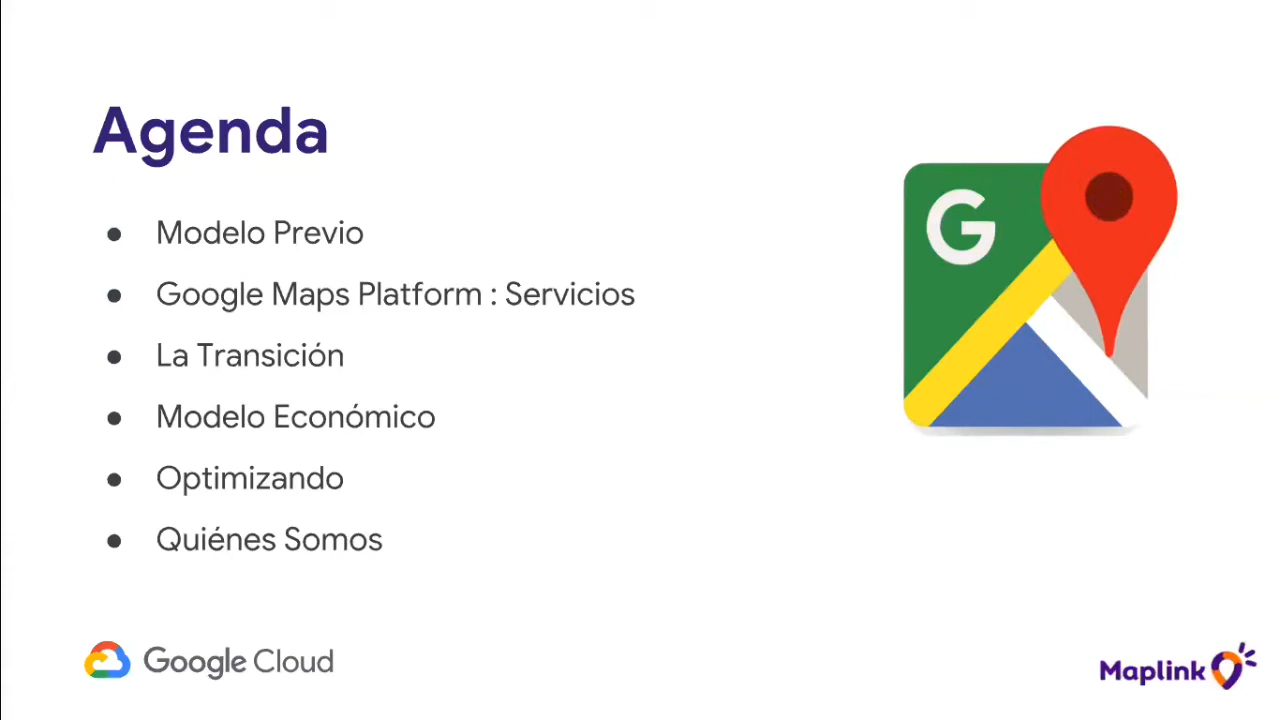 Agenda
● Modelo Previo
● Google Maps Platform : Servicios
● La Transición
● Modelo Económico
● Optimizando
● Quiénes Somos
G
Google Cloud
Maplink